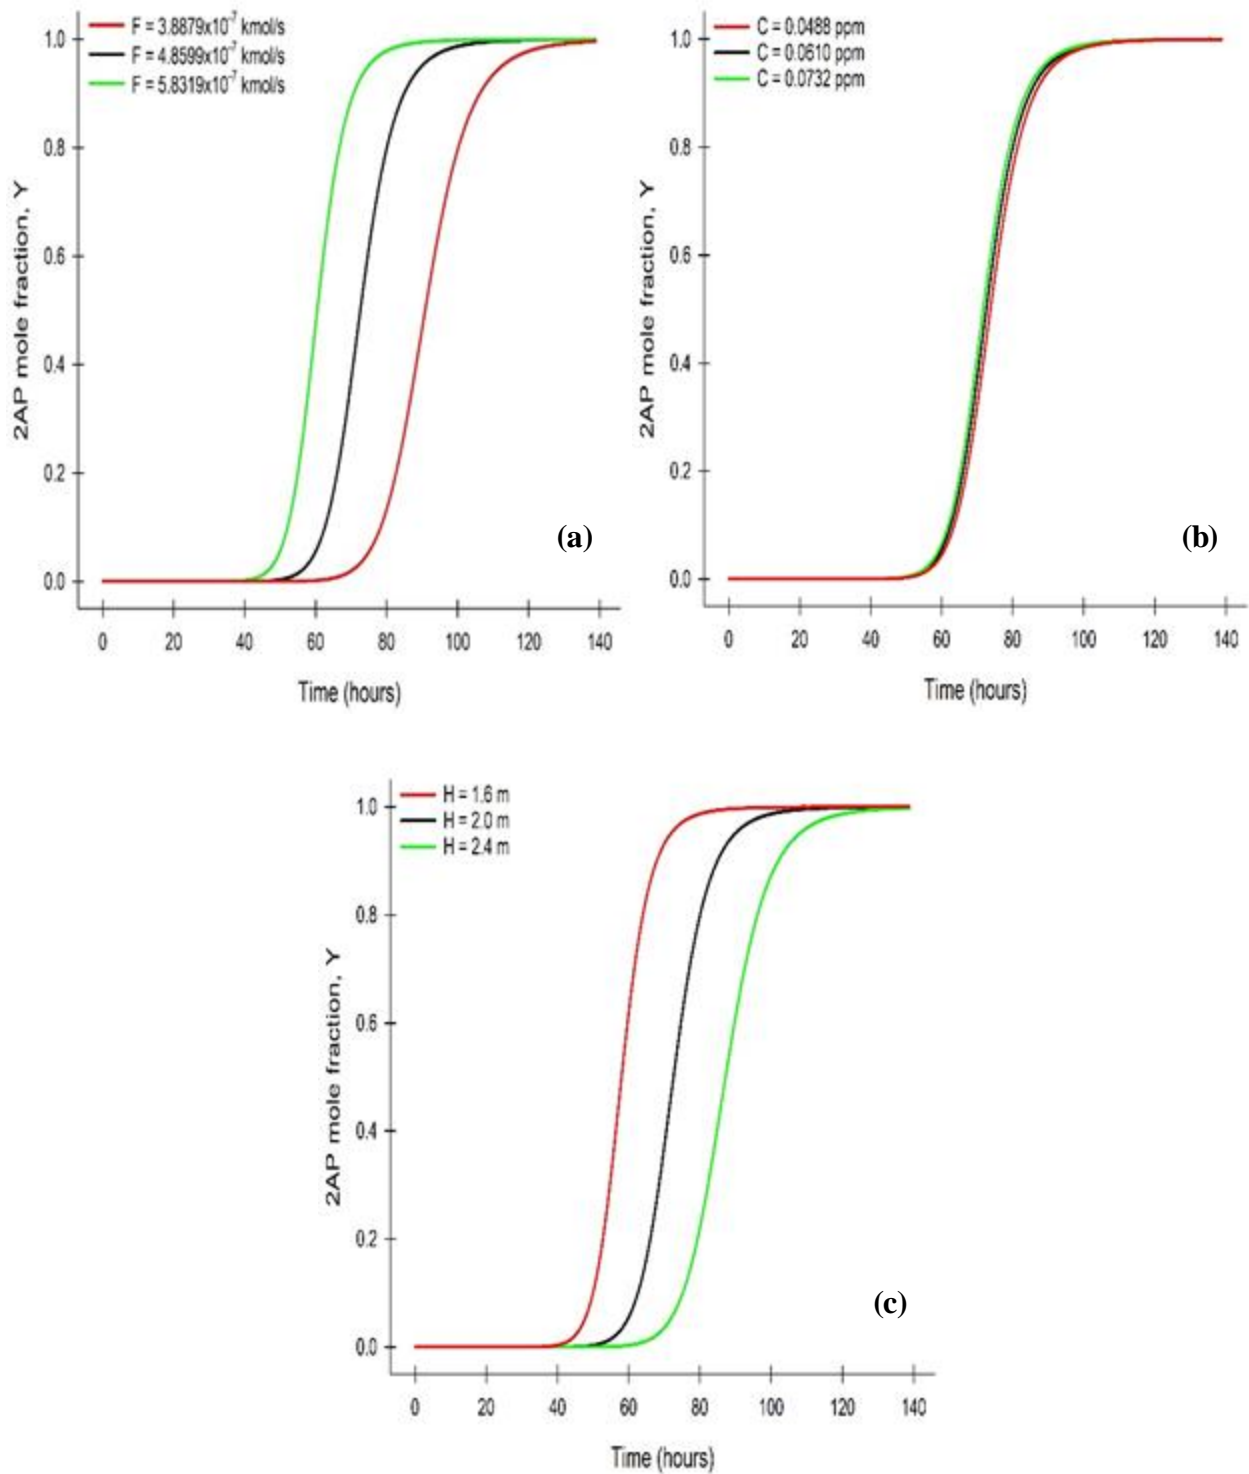 F = 3.8879x10⁻⁷ kmol/s
F = 4.8599x10⁻⁷ kmol/s
F = 5.8319x10⁻⁷ kmol/s
1.0
0.8
0.6
0.4
0.2
0.0
2AP mole fraction, Y
(a)
0 20 40 60 80 100 120 140
Time (hours)
C = 0.0488 ppm
C = 0.0610 ppm
C = 0.0732 ppm
1.0
0.8
0.6
0.4
0.2
0.0
2AP mole fraction, Y
(b)
0 20 40 60 80 100 120 140
Time (hours)
H = 1.6 m
H = 2.0 m
H = 2.4 m
1.0
0.8
0.6
0.4
0.2
0.0
2AP mole fraction, Y
(c)
0 20 40 60 80 100 120 140
Time (hours)